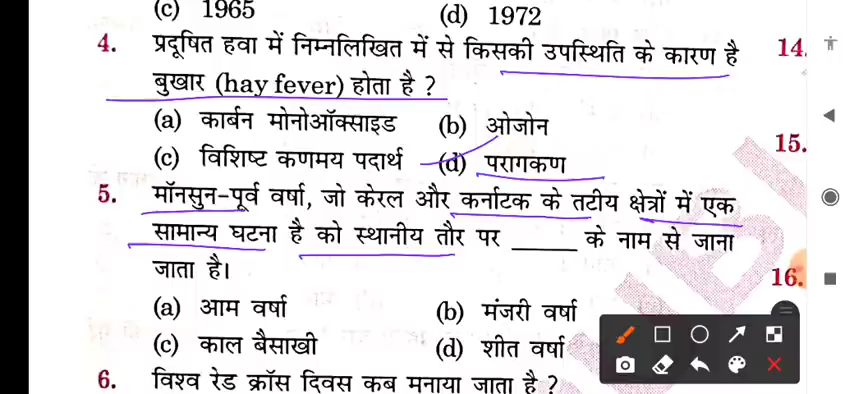 (c) 1965 (d) 1972
4. प्रदूषित हवा में निम्नलिखित में से किसकी उपस्थिति के कारण है 14.
बुखार (hay fever) होता है ?
(a) कार्बन मोनोऑक्साइड (b) ओजोन
15.
(c) विशिष्ट कणमय पदार्थ (d) परागकण
5. मॉनसुन-पूर्व वर्षा, जो केरल और कर्नाटक के तटीय क्षेत्रों में एक
सामान्य घटना है को स्थानीय तौर पर _____ के नाम से जाना
जाता है। 16.
(a) आम वर्षा (b) मंजरी वर्षा
(c) काल बैसाखी (d) शीत वर्षा
6. विश्व रेड क्रॉस दिवस कब मनाया जाता है ?